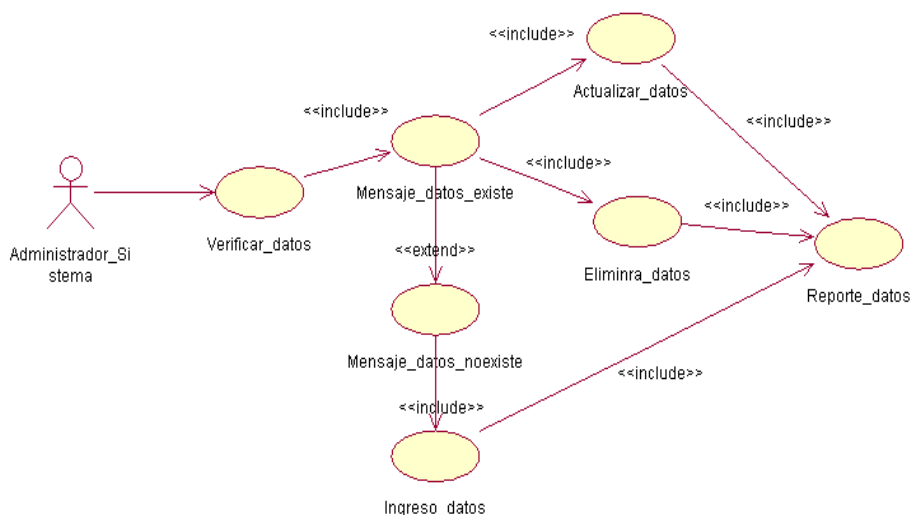 <<include>>
Actualizar_datos
<<include>>
<<include>>
<<include>>
Mensaje_datos_existe
<<include>>
Administrador_Si
stema
Verificar_datos
<<extend>>
Eliminra_datos
Reporte_datos
Mensaje_datos_noexiste
<<include>>
<<include>>
Ingreso_datos